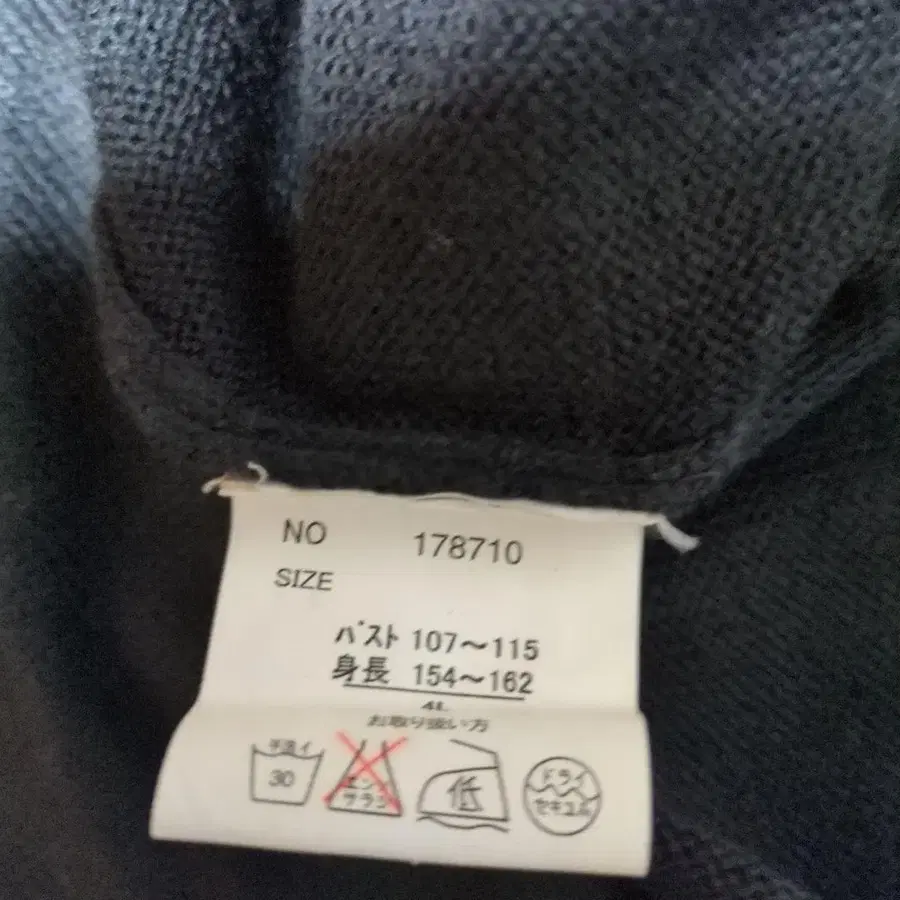 NO 178710
SIZE
バスト 107～115
身長 154～162
4L
お取り扱い方
手洗イ
30
エンソ
サラシ
低
ドライ
セキユ系